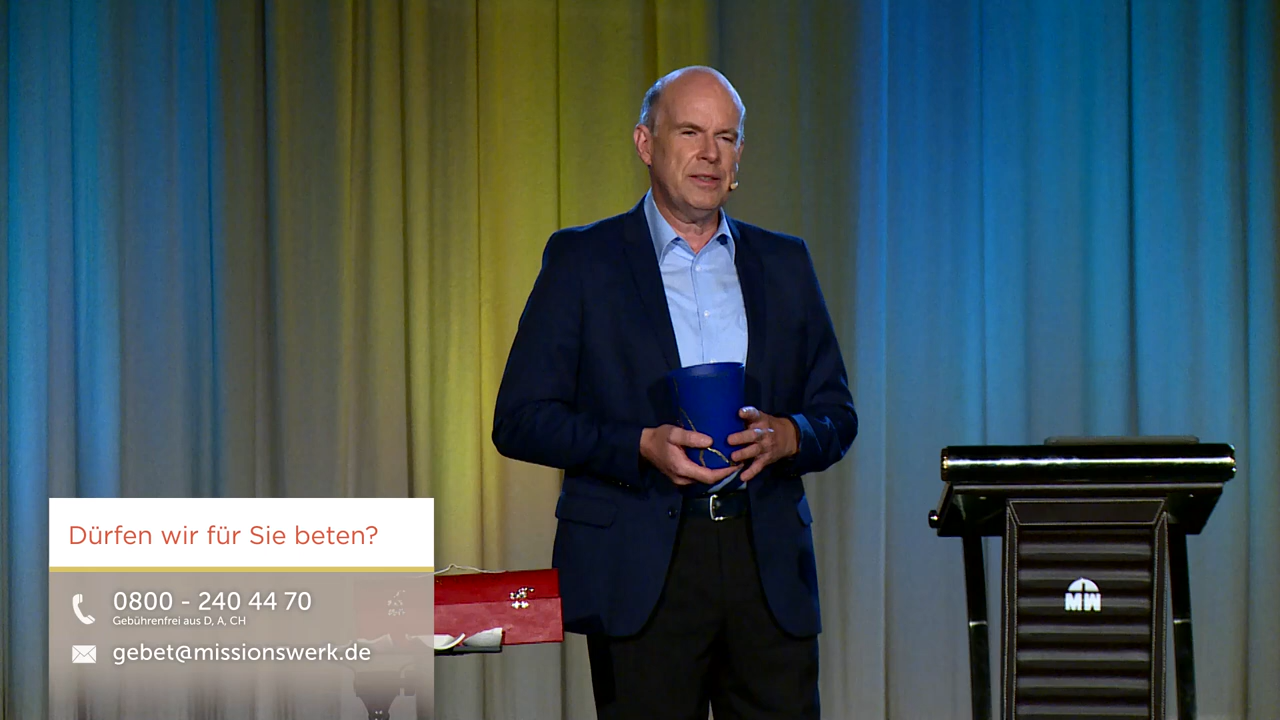 Dürfen wir für Sie beten?
0800 - 240 44 70
Gebührenfrei aus D, A, CH
gebet@missionswerk.de
MW